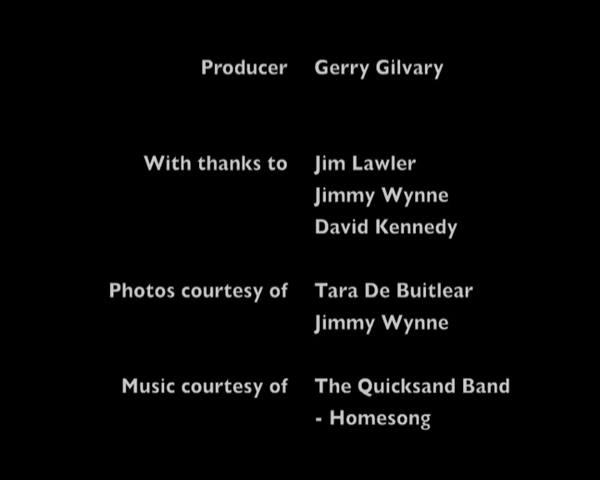 Producer Gerry Gilvary
With thanks to Jim Lawler
Jimmy Wynne
David Kennedy
Photos courtesy of Tara De Buitlear
Jimmy Wynne
Music courtesy of The Quicksand Band
- Homesong